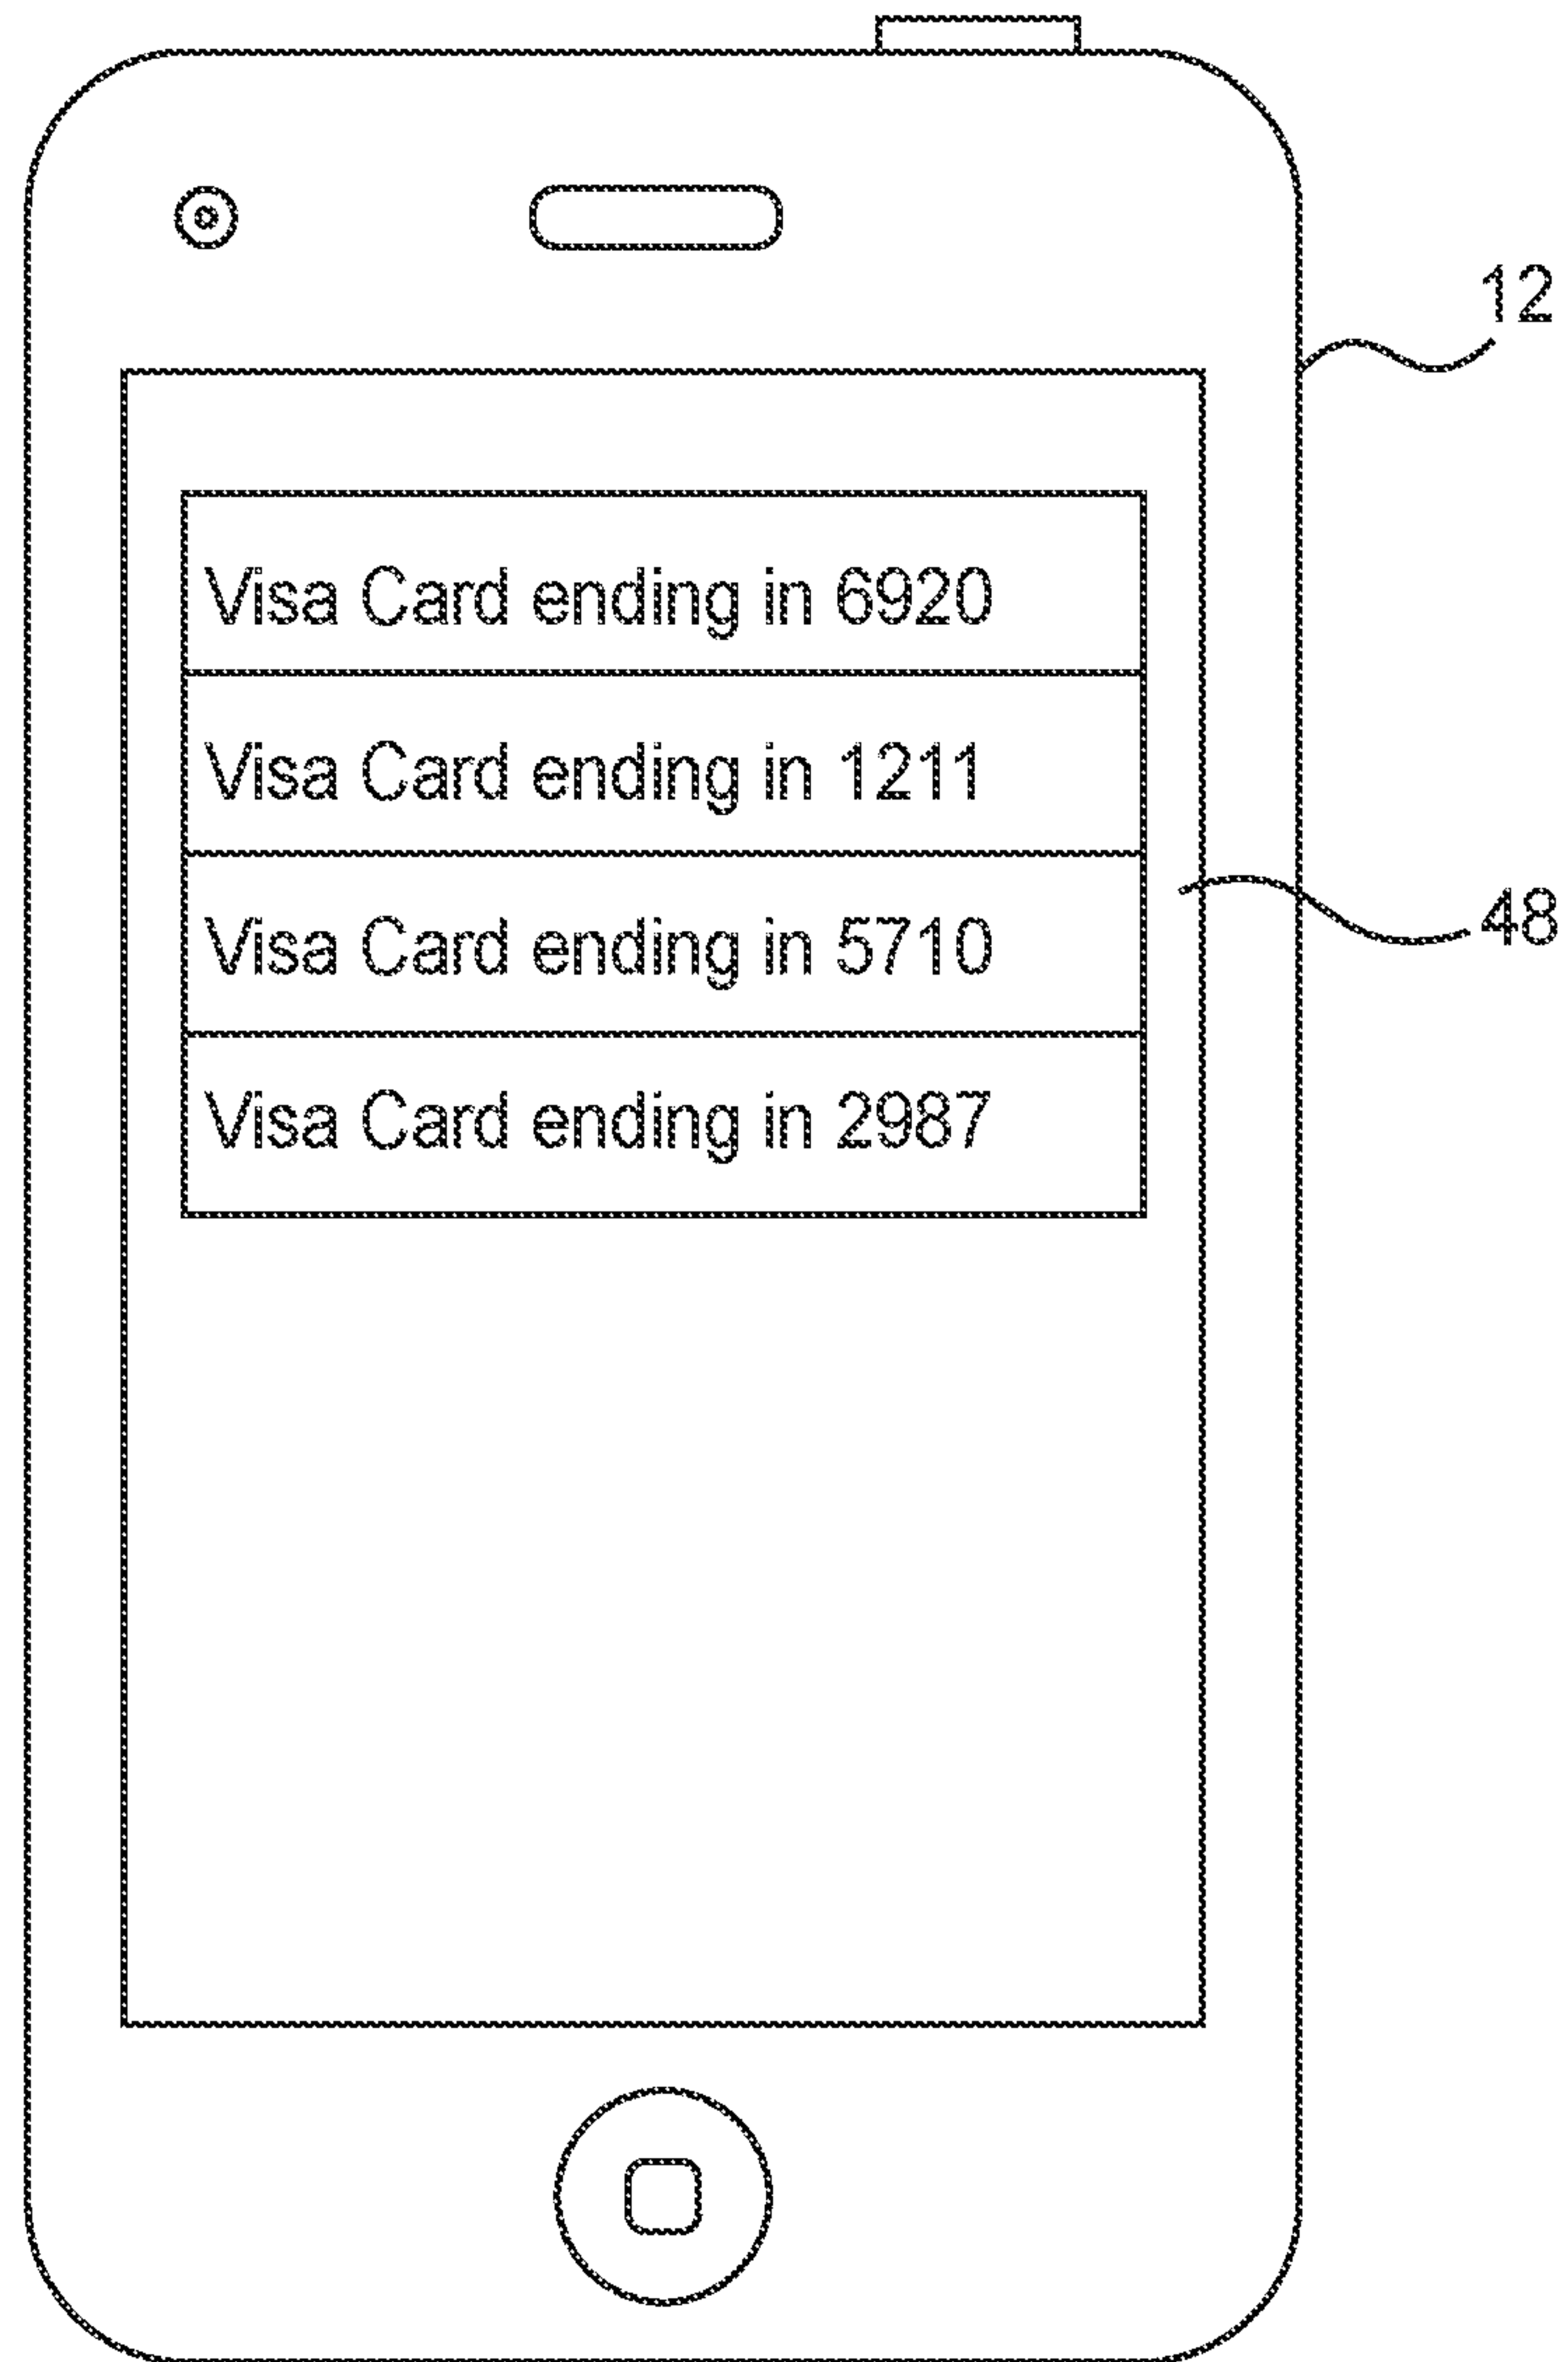 12
Visa Card ending in 6920
Visa Card ending in 1211
Visa Card ending in 5710
48
Visa Card ending in 2987